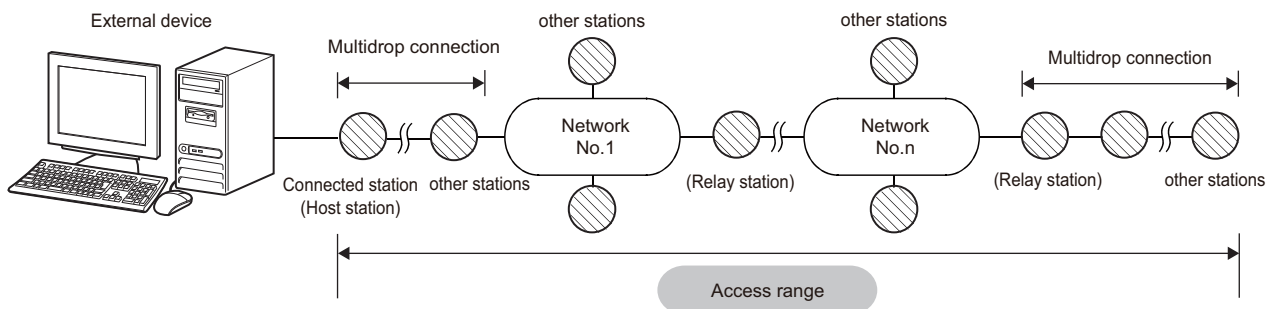 External device
other stations
other stations
Multidrop connection
Multidrop connection
Network
No.1
Network
No.n
Connected station
(Host station)
other stations
(Relay station)
(Relay station)
other stations
Access range